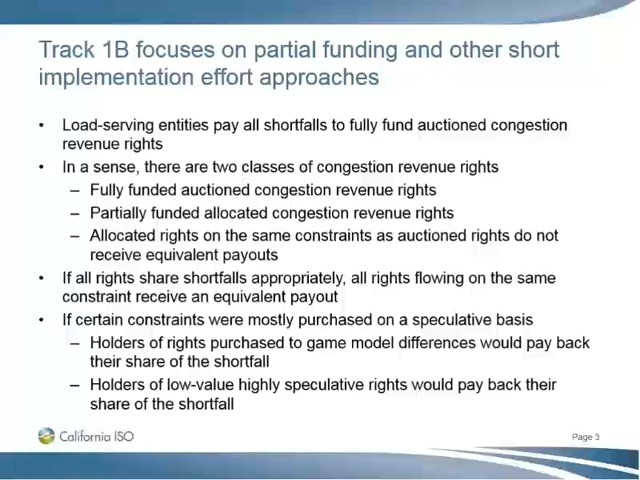 Track 1B focuses on partial funding and other short
implementation effort approaches
• Load-serving entities pay all shortfalls to fully fund auctioned congestion
revenue rights
• In a sense, there are two classes of congestion revenue rights
– Fully funded auctioned congestion revenue rights
– Partially funded allocated congestion revenue rights
– Allocated rights on the same constraints as auctioned rights do not
receive equivalent payouts
• If all rights share shortfalls appropriately, all rights flowing on the same
constraint receive an equivalent payout
• If certain constraints were mostly purchased on a speculative basis
– Holders of rights purchased to game model differences would pay back
their share of the shortfall
– Holders of low-value highly speculative rights would pay back their
share of the shortfall
California ISO
Page 3